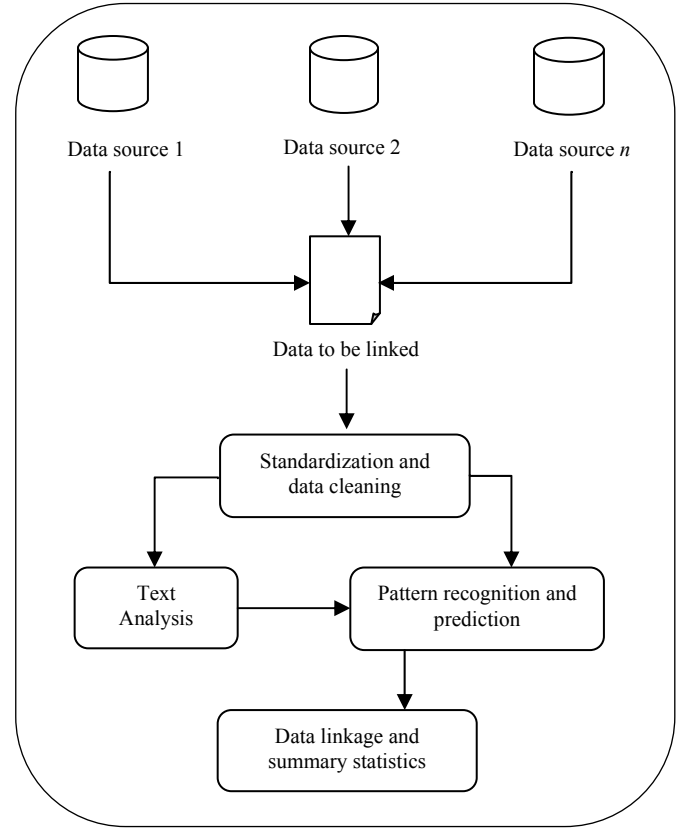 Data source 1
Data source 2
Data source n
Data to be linked
Standardization and
data cleaning
Text
Analysis
Pattern recognition and
prediction
Data linkage and
summary statistics